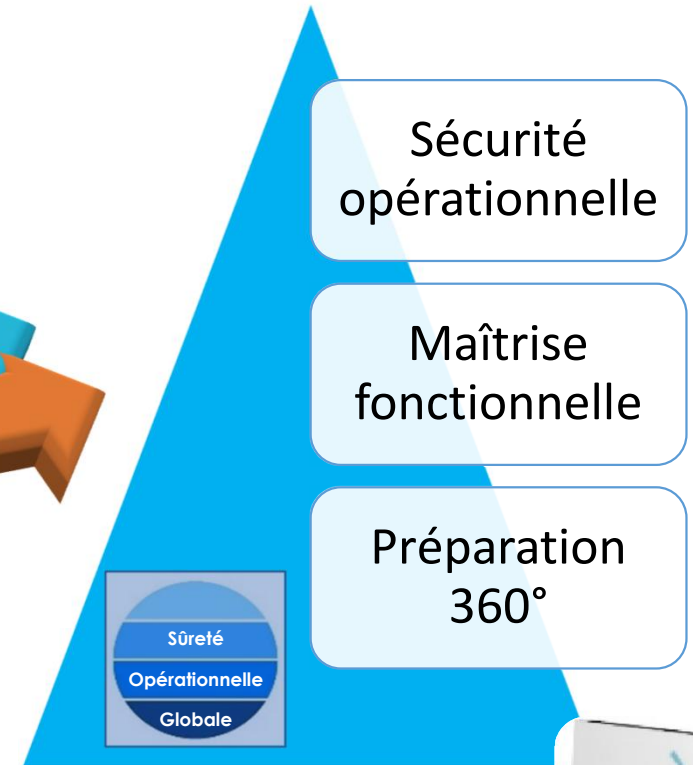 Sécurité
opérationnelle
Maîtrise
fonctionnelle
Préparation
360°
Sûreté
Opérationnelle
Globale